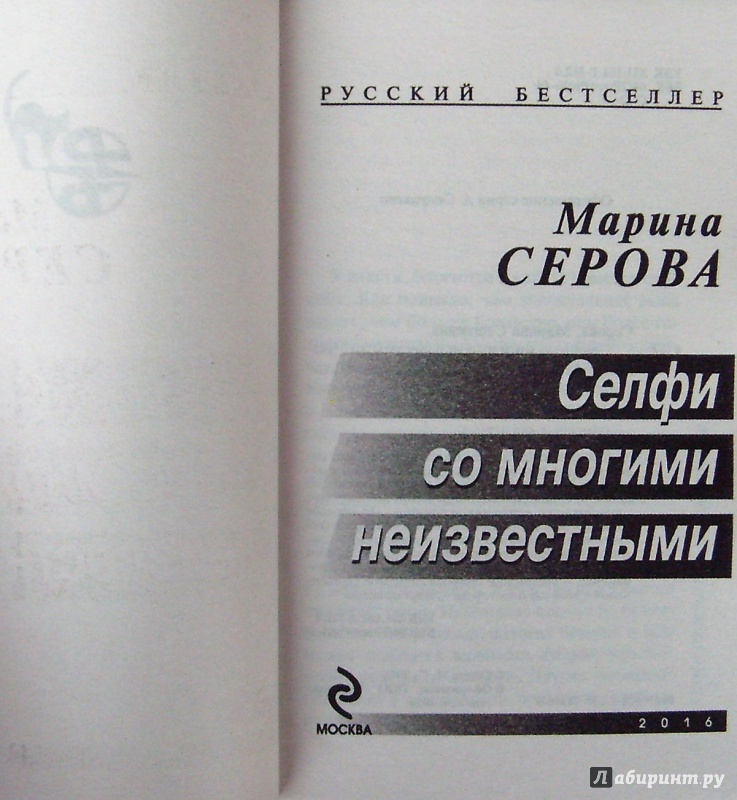 РУССКИЙ БЕСТСЕЛЛЕР
Марина
СЕРОВА
Селфи
со многими
неизвестными
МОСКВА
2016
Лабиринт.ру